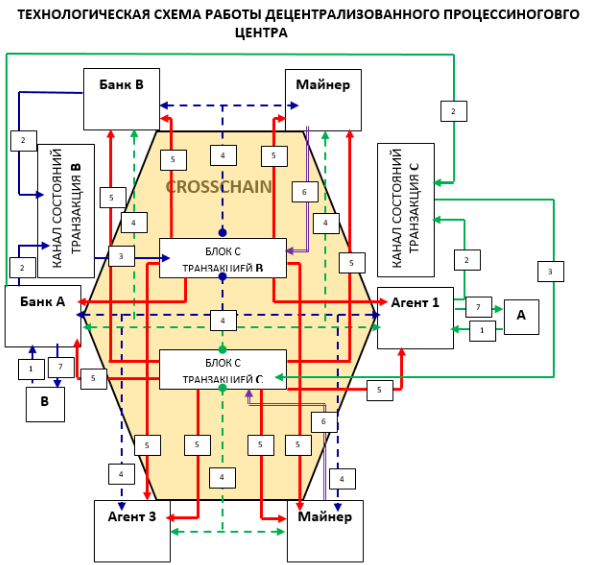 ТЕХНОЛОГИЧЕСКАЯ СХЕМА РАБОТЫ ДЕЦЕНТРАЛИЗОВАННОГО ПРОЦЕССИНОГОВГО
ЦЕНТРА
Банк В
Майнер
2
2
4
5
5
КАНАЛ СОСТОЯНИЙ
ТРАНЗАКЦИЯ В
КАНАЛ СОСТОЯНИЙ
ТРАНЗАКЦИЯ С
CROSSCHAIN
6
5
4
4
3
БЛОК С
ТРАНЗАКЦИЕЙ В
5
2
2
3
Банк А
Агент 1
7
А
1
4
1
7
5
БЛОК С
ТРАНЗАКЦИЕЙ С
5
В
6
5
5
5
5
4
4
4
Агент 3
Майнер